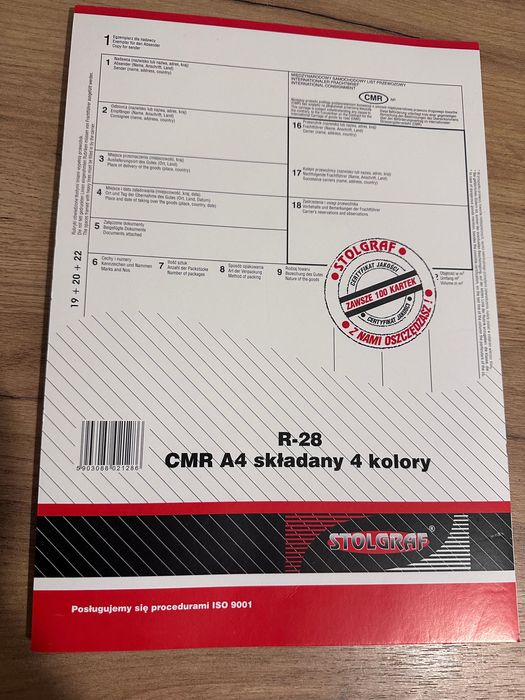 1 Egzemplarz dla nadawcy
Exemplar für den Absender
Copy for sender
1 Nadawca (nazwisko lub nazwa, adres, kraj)
Absender (Name, Anschrift, Land)
Sender (name, address, country)
MIĘDZYNARODOWY SAMOCHODOWY LIST PRZEWOZOWY
INTERNATIONALER FRACHTBRIEF
INTERNATIONAL CONSIGNMENT
CMR
2 Odbiorca (nazwisko lub nazwa, adres, kraj)
Empfänger (Name, Anschrift, Land)
Consignee (name, address, country)
16 Przewoźnik (nazwisko lub nazwa, adres, kraj)
Frachtführer (Name, Anschrift, Land)
Carrier (name, address, country)
3 Miejsce przeznaczenia (miejscowość, kraj)
Auslieferungsort des Gutes (Ort, Land)
Place of delivery of the goods (place, country)
17 Kolejni przewoźnicy (nazwisko lub nazwa, adres, kraj)
Nachfolgende Frachtführer (Name, Anschrift, Land)
Successive carriers (name, address, country)
4 Miejsce i data załadowania (miejscowość, kraj, data)
Ort und Tag der Übernahme des Gutes (Ort, Land, Datum)
Place and date of taking over the goods (place, country, date)
18 Zastrzeżenia i uwagi przewoźnika
Vorbehalte und Bemerkungen der Frachtführer
Carrier's reservations and observations
5 Załączone dokumenty
Beigefügte Dokumente
Documents attached
6 Cechy i numery
Kennzeichen und Nummern
Marks and Nos
7 Ilość sztuk
Anzahl der Packstücke
Number of packages
8 Sposób opakowania
Art der Verpackung
Method of packing
9 Rodzaj towaru
Bezeichnung des Gutes
Nature of the goods
Objętość w m³
Umfang in m³
Volume in m³
19 + 20 + 22
STOLGRAF
CERTYFIKAT JAKOŚCI
ZAWSZE 100 KARTEK
CERTYFIKAT JAKOŚCI
Z NAMI OSZCZĘDZASZ!
5903088021286
R-28
CMR A4 składany 4 kolory
STOLGRAF®
Posługujemy się procedurami ISO 9001